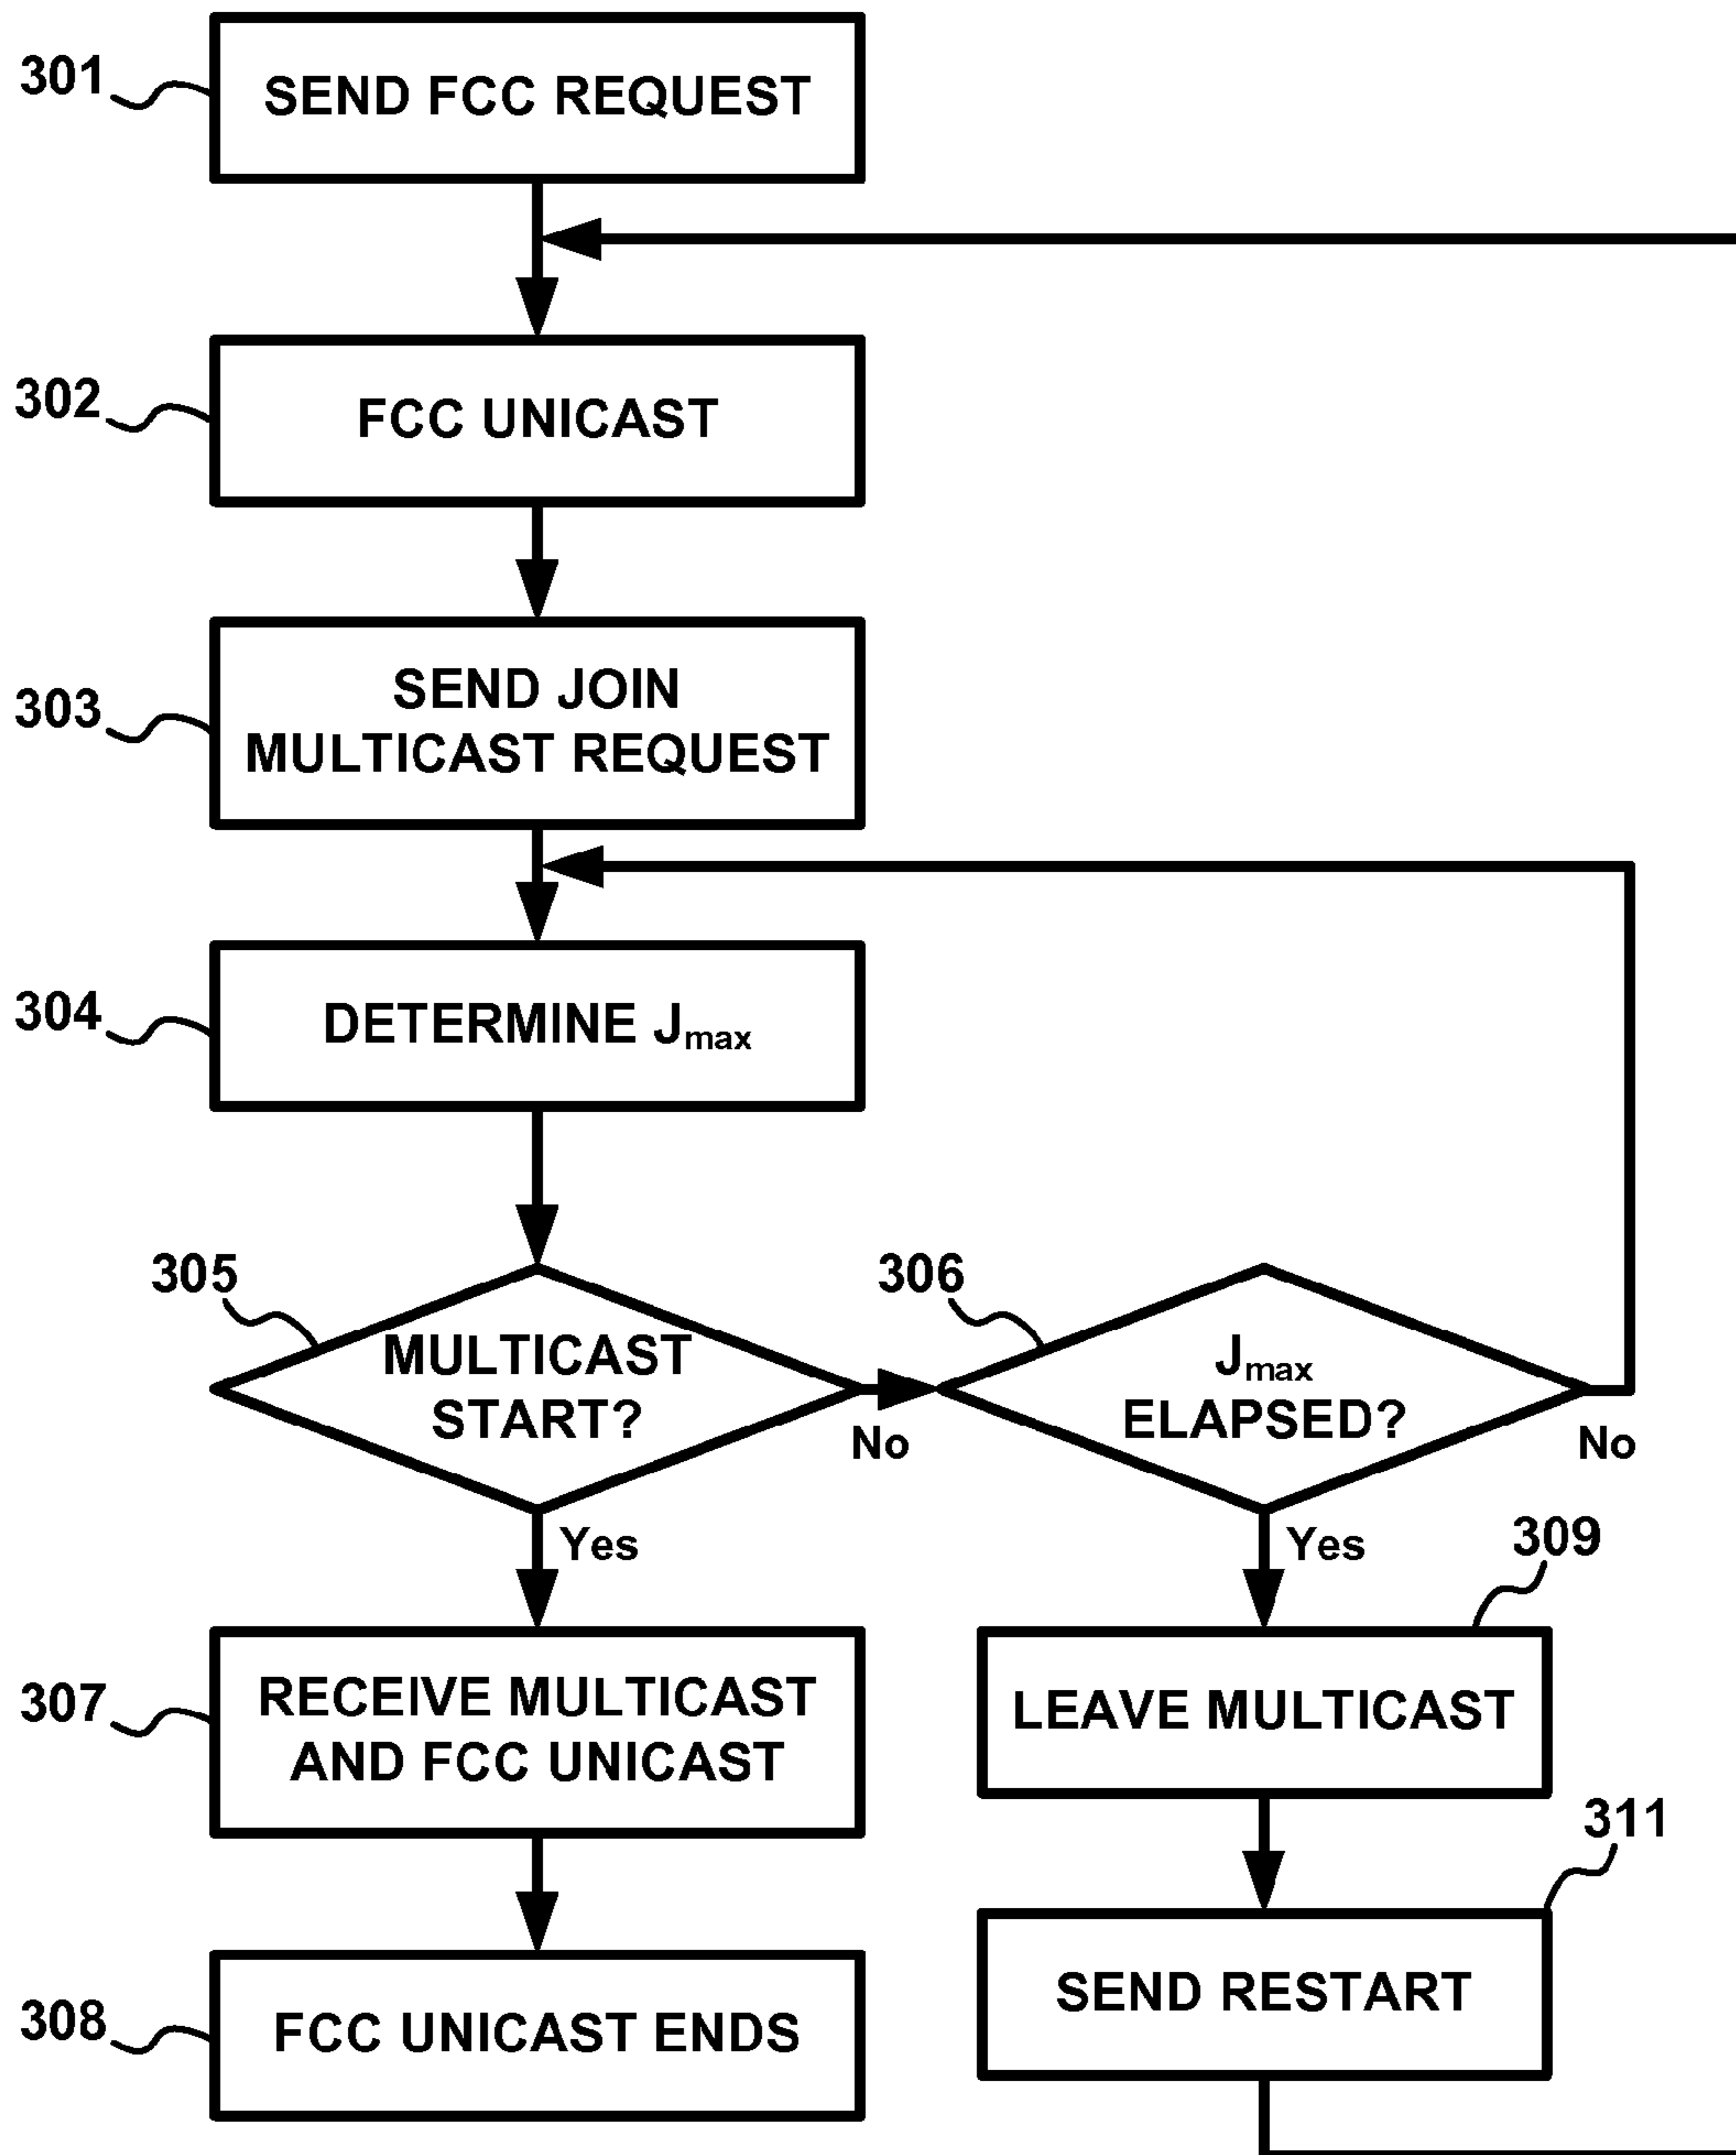 301
SEND FCC REQUEST
302
FCC UNICAST
303
SEND JOIN
MULTICAST REQUEST
304
DETERMINE Jmax
305
MULTICAST
START?
No
Yes
306
Jmax
ELAPSED?
No
Yes
307
RECEIVE MULTICAST
AND FCC UNICAST
309
LEAVE MULTICAST
308
FCC UNICAST ENDS
311
SEND RESTART